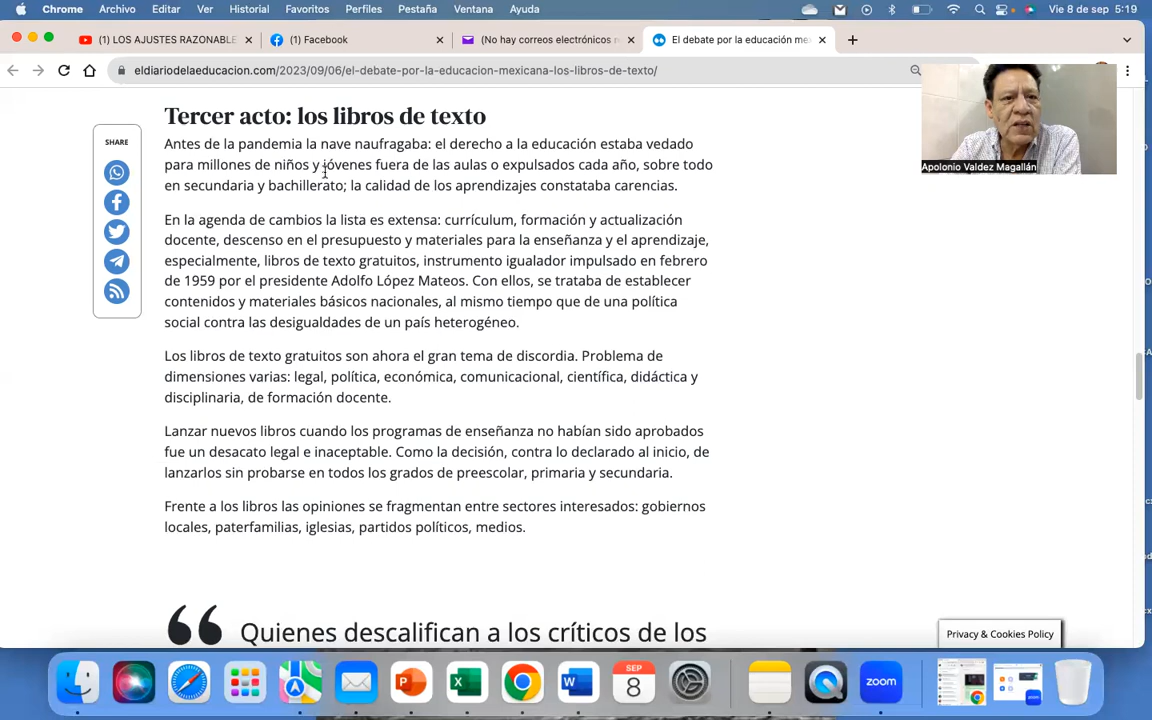 Chrome Archivo Editar Ver Historial Favoritos Perfiles Pestaña Ventana Ayuda Vie 8 de sep 5:19
(1) LOS AJUSTES RAZONABLE
(1) Facebook
(No hay correos electrónicos
El debate por la educación me
eldiariodelaeducacion.com/2023/09/06/el-debate-por-la-educacion-mexicana-los-libros-de-texto/
Apolonio Valdez Magallán
SHARE
Tercer acto: los libros de texto
Antes de la pandemia la nave naufragaba: el derecho a la educación estaba vedado
para millones de niños y jóvenes fuera de las aulas o expulsados cada año, sobre todo
en secundaria y bachillerato; la calidad de los aprendizajes constataba carencias.
En la agenda de cambios la lista es extensa: currículum, formación y actualización
docente, descenso en el presupuesto y materiales para la enseñanza y el aprendizaje,
especialmente, libros de texto gratuitos, instrumento igualador impulsado en febrero
de 1959 por el presidente Adolfo López Mateos. Con ellos, se trataba de establecer
contenidos y materiales básicos nacionales, al mismo tiempo que de una política
social contra las desigualdades de un país heterogéneo.
Los libros de texto gratuitos son ahora el gran tema de discordia. Problema de
dimensiones varias: legal, política, económica, comunicacional, científica, didáctica y
disciplinaria, de formación docente.
Lanzar nuevos libros cuando los programas de enseñanza no habían sido aprobados
fue un desacato legal e inaceptable. Como la decisión, contra lo declarado al inicio, de
lanzarlos sin probarse en todos los grados de preescolar, primaria y secundaria.
Frente a los libros las opiniones se fragmentan entre sectores interesados: gobiernos
locales, paterfamilias, iglesias, partidos políticos, medios.
“ Quienes descalifican a los críticos de los
Privacy & Cookies Policy
SEP
8
zoom